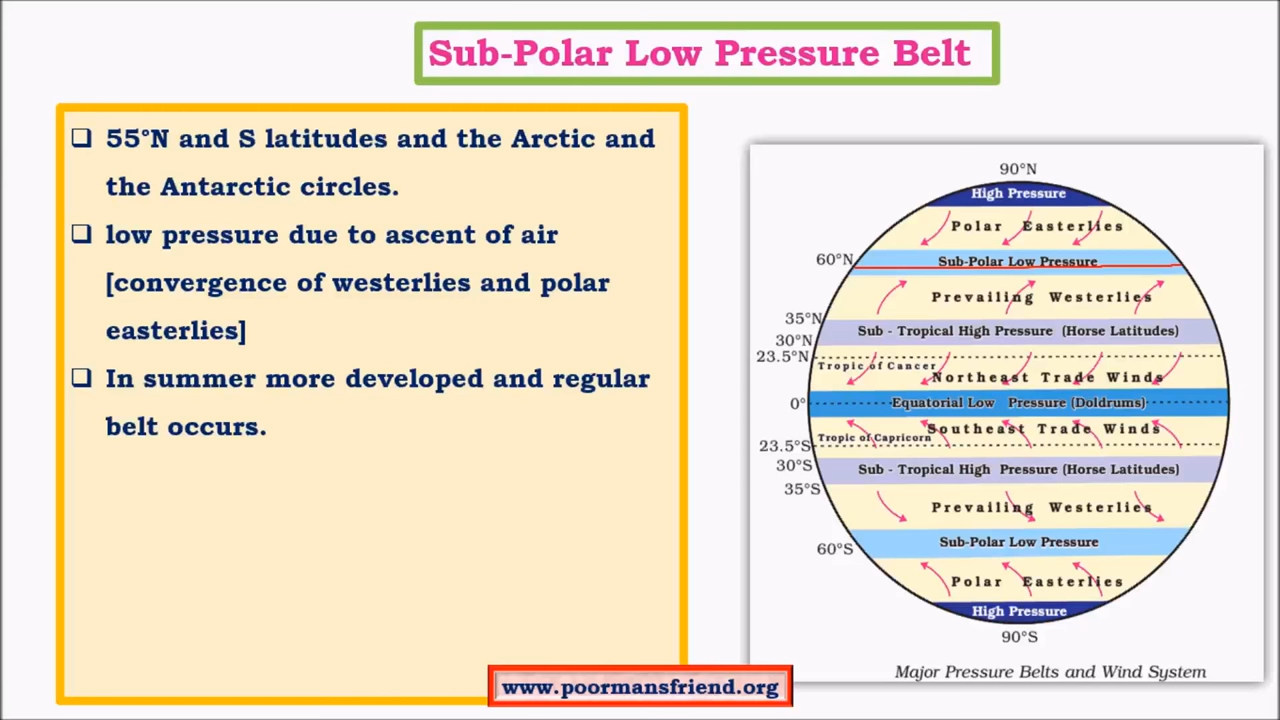 Sub-Polar Low Pressure Belt
❑ 55°N and S latitudes and the Arctic and
the Antarctic circles.
❑ low pressure due to ascent of air
[convergence of westerlies and polar
easterlies]
❑ In summer more developed and regular
belt occurs.
90°N
High Pressure
Polar Easterlies
60°N
Sub-Polar Low Pressure
Prevailing Westerlies
35°N
Sub - Tropical High Pressure (Horse Latitudes)
30°N
23.5°N
Tropic of Cancer
Northeast Trade Winds
0°
Equatorial Low Pressure (Doldrums)
Southeast Trade Winds
Tropic of Capricorn
23.5°S
30°S
Sub - Tropical High Pressure (Horse Latitudes)
35°S
Prevailing Westerlies
60°S
Sub-Polar Low Pressure
Polar Easterlies
High Pressure
90°S
Major Pressure Belts and Wind System
www.poormansfriend.org